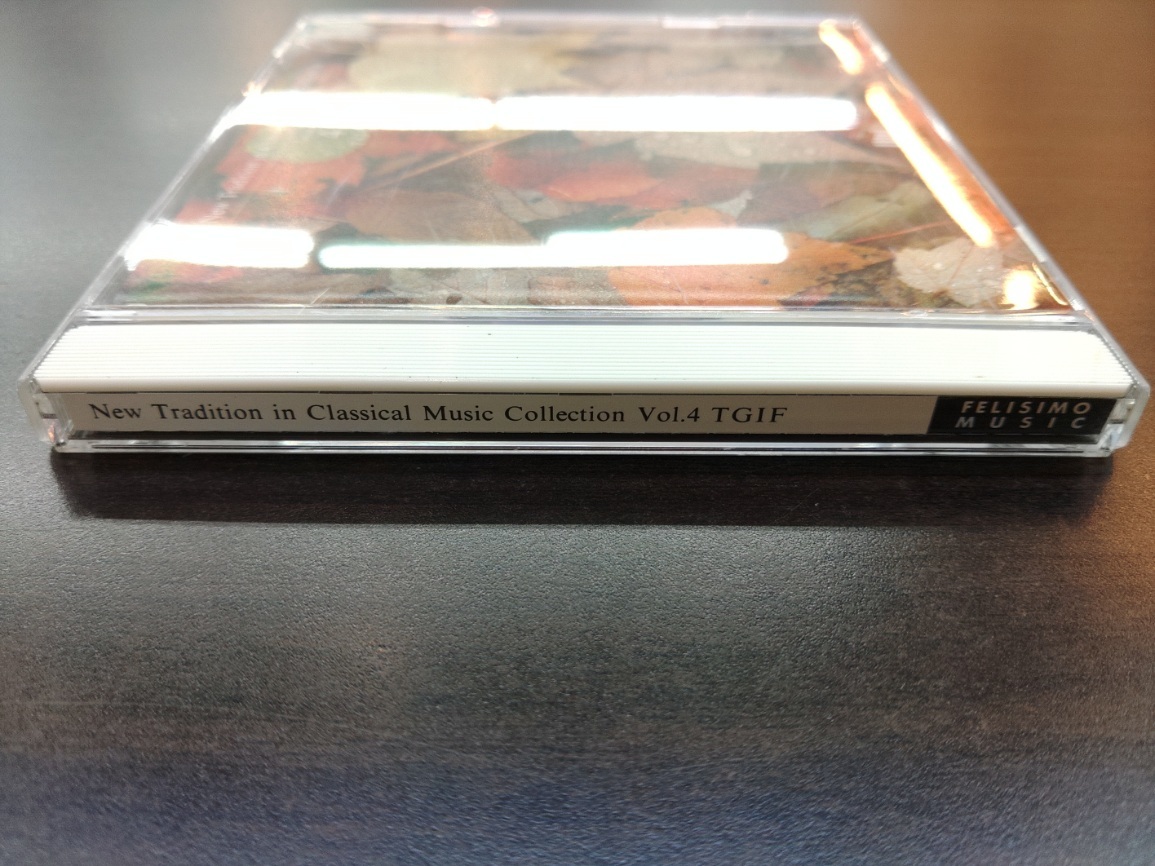 New Tradition in Classical Music Collection Vol.4 TGIF
FELISIMO
MUSIC